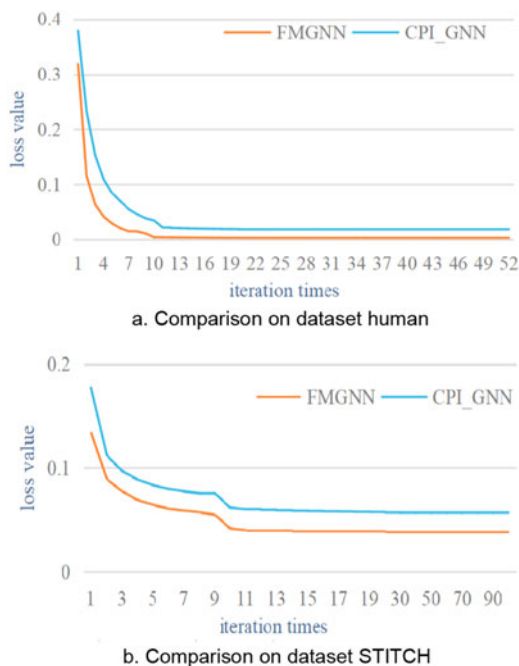 0.4
FMGNN CPI_GNN
0.3
0.2
0.1
0
loss value
1 4 7 10 13 16 19 22 25 28 31 34 37 40 43 46 49 52
iteration times
a. Comparison on dataset human
0.2
FMGNN CPI_GNN
0.1
0
loss value
1 3 5 7 9 11 13 15 17 19 30 50 70 90
iteration times
b. Comparison on dataset STITCH